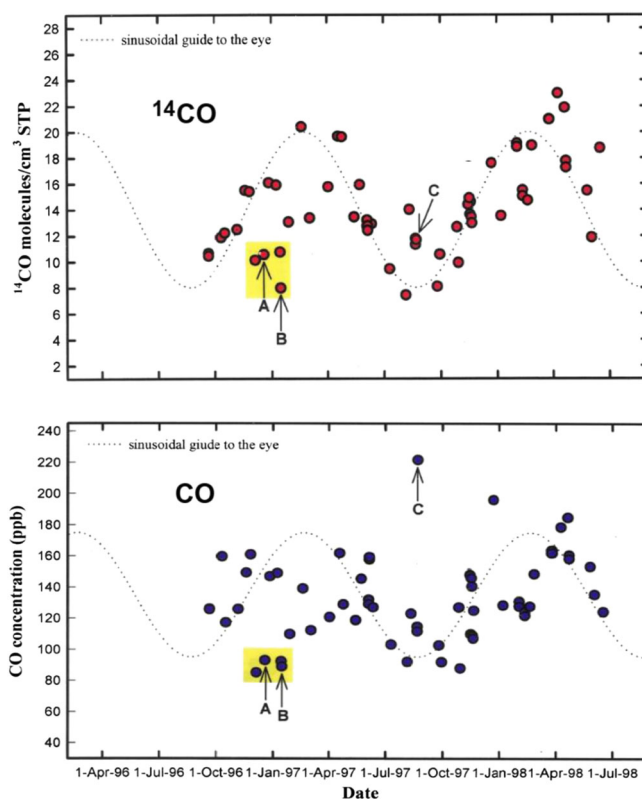 28
26
24
22
20
18
16
14
12
10
8
6
4
2
¹⁴CO molecules/cm³ STP
sinusoidal guide to the eye
¹⁴CO
A
B
C
240
220
200
180
160
140
120
100
80
60
40
CO concentration (ppb)
sinusoidal giude to the eye
CO
C
A
B
1-Apr-96 1-Jul-96 1-Oct-96 1-Jan-97 1-Apr-97 1-Jul-97 1-Oct-97 1-Jan-98 1-Apr-98 1-Jul-98
Date